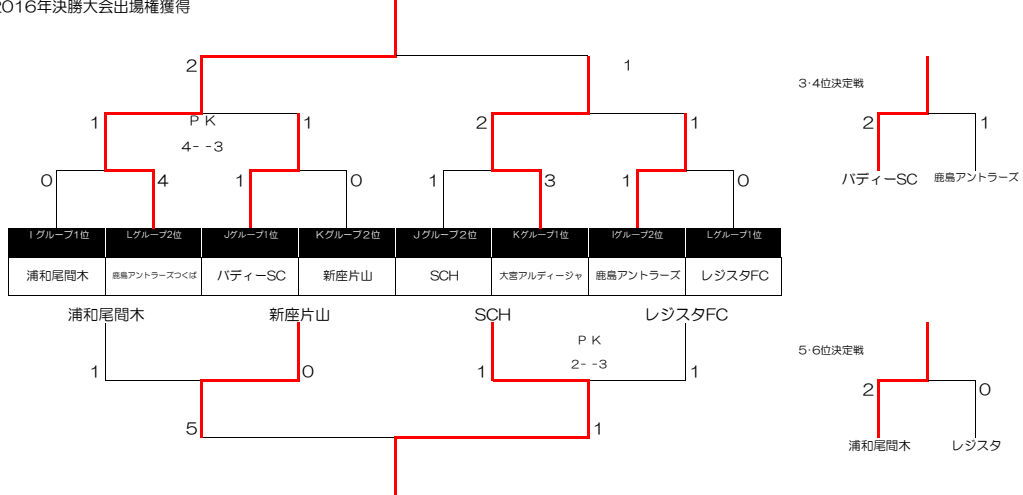 2016年決勝大会出場権獲得
2 1
3・4位決定戦
1 PK 1 2 1 2 1
4--3
0 4 1 0 1 3 1 0 バディーSC 鹿島アントラーズ
Iグループ1位 Lグループ2位 Jグループ1位 Kグループ2位 Jグループ2位 Kグループ1位 Iグループ2位 Lグループ1位
浦和尾間木 鹿島アントラーズつくば バディーSC 新座片山 SCH 大宮アルディージャ 鹿島アントラーズ レジスタFC
浦和尾間木 新座片山 SCH レジスタFC
PK
5・6位決定戦
2--3
1 0 1 1
2 0
5 1
浦和尾間木 レジスタ